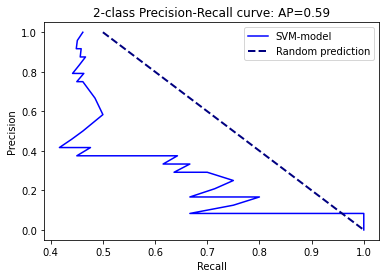 2-class Precision-Recall curve: AP=0.59
SVM-model
Random prediction
1.0
0.8
0.6
0.4
0.2
0.0
Precision
0.4 0.5 0.6 0.7 0.8 0.9 1.0
Recall